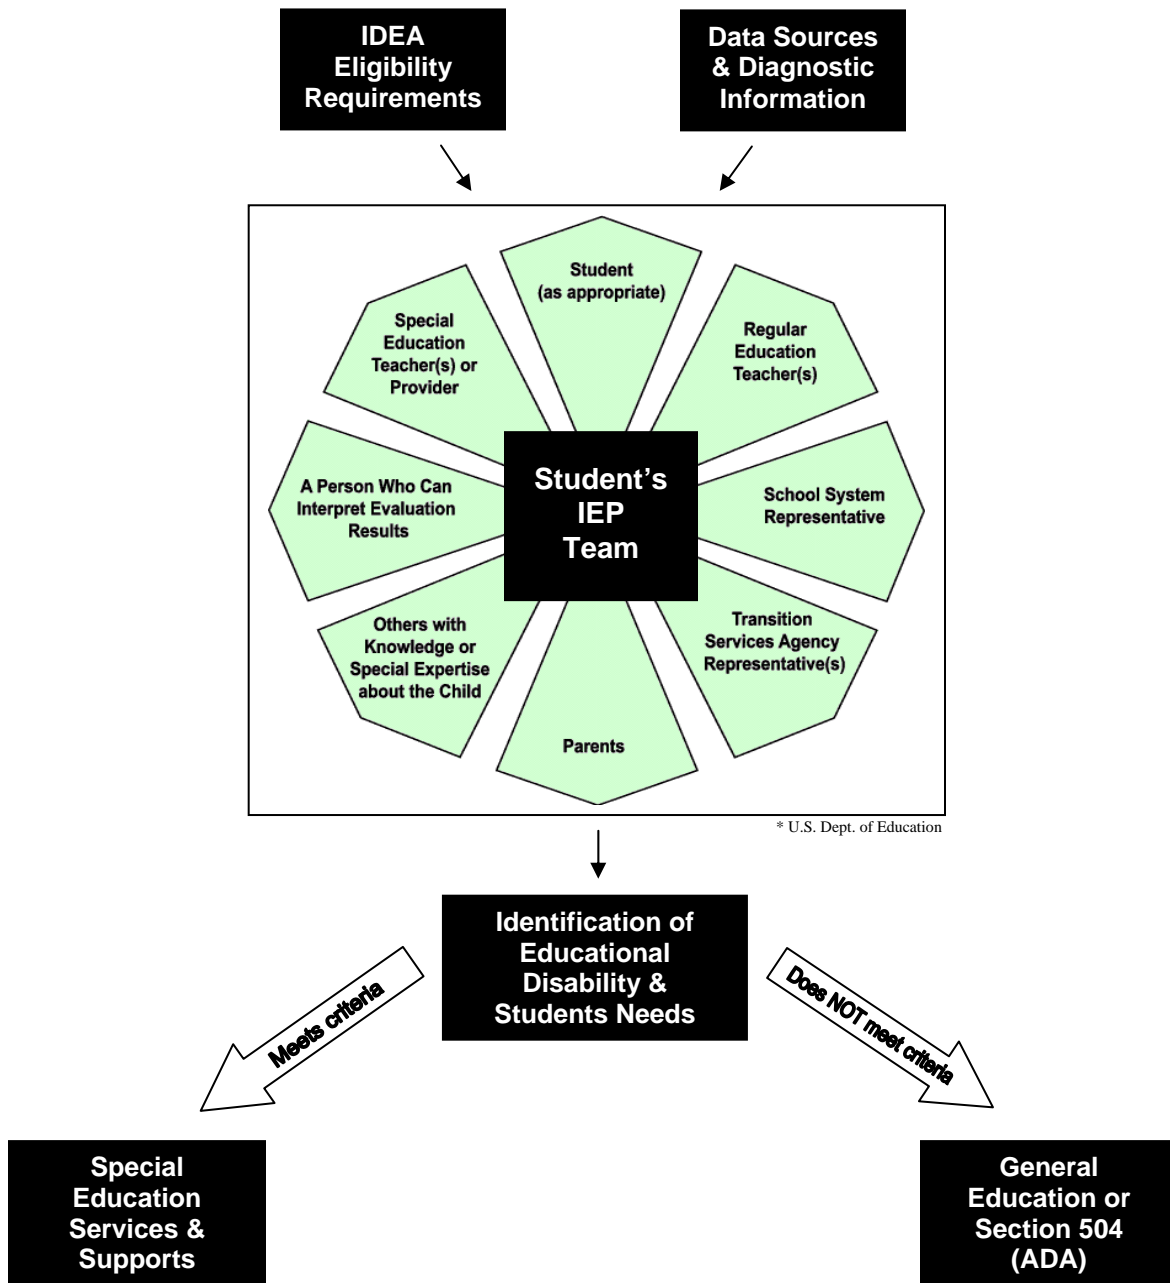 IDEA
Eligibility
Requirements
Data Sources
& Diagnostic
Information
Student
(as appropriate)
Special
Education
Teacher(s) or
Provider
Regular
Education
Teacher(s)
A Person Who Can
Interpret Evaluation
Results
Student’s
IEP
Team
School System
Representative
Others with
Knowledge or
Special Expertise
about the Child
Transition
Services Agency
Representative(s)
Parents
* U.S. Dept. of Education
Identification of
Educational
Disability &
Students Needs
Meets criteria
Does NOT meet criteria
Special
Education
Services &
Supports
General
Education or
Section 504
(ADA)